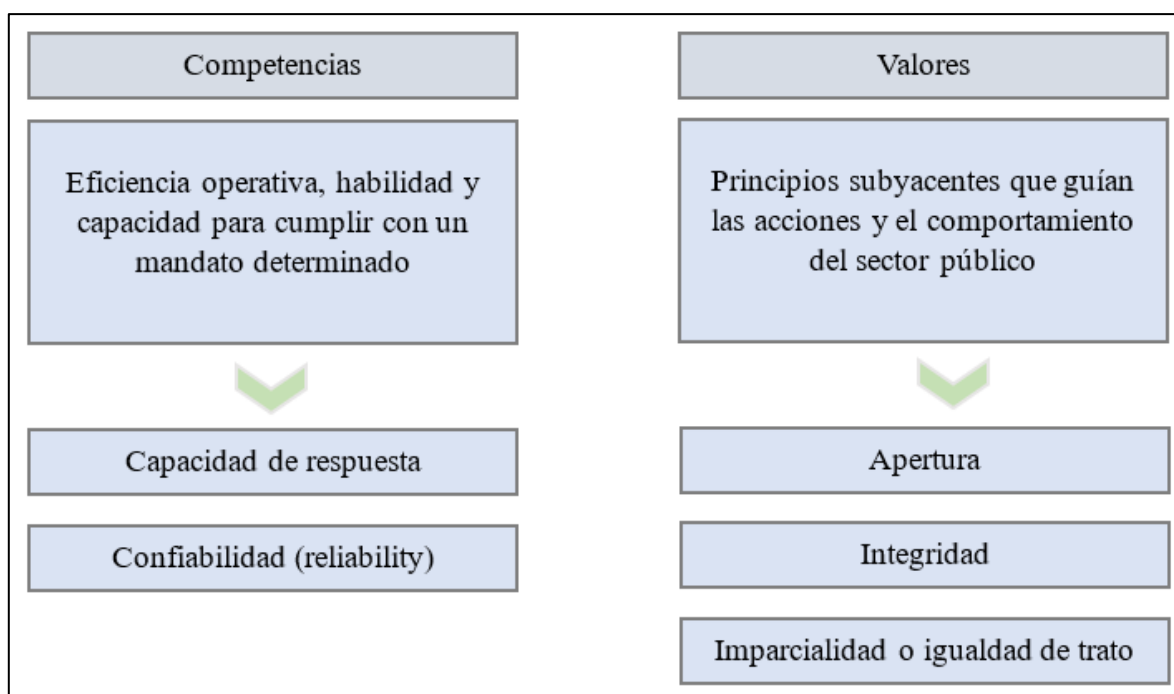 Competencias
Eficiencia operativa, habilidad y
capacidad para cumplir con un
mandato determinado
Capacidad de respuesta
Confiabilidad (reliability)
Valores
Principios subyacentes que guían
las acciones y el comportamiento
del sector público
Apertura
Integridad
Imparcialidad o igualdad de trato